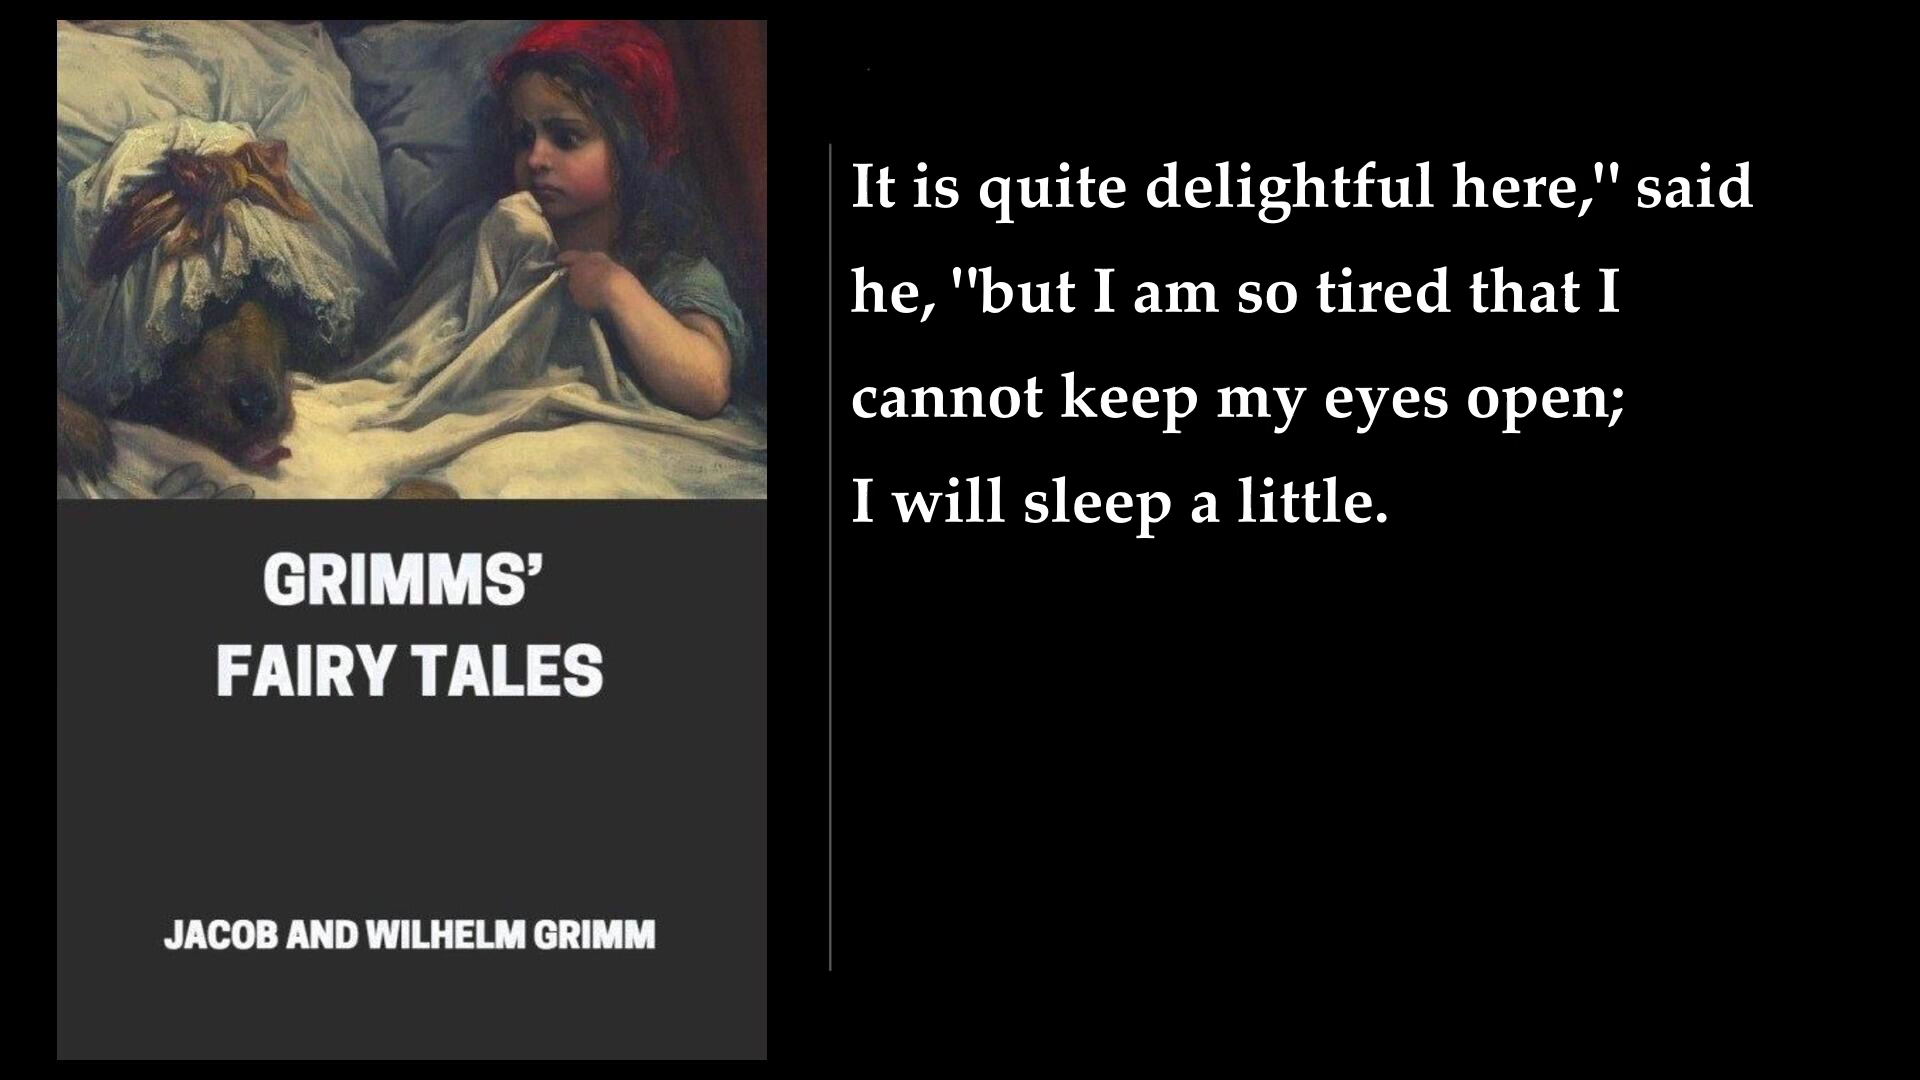 GRIMMS’
FAIRY TALES
JACOB AND WILHELM GRIMM
It is quite delightful here," said
he, "but I am so tired that I
cannot keep my eyes open;
I will sleep a little.